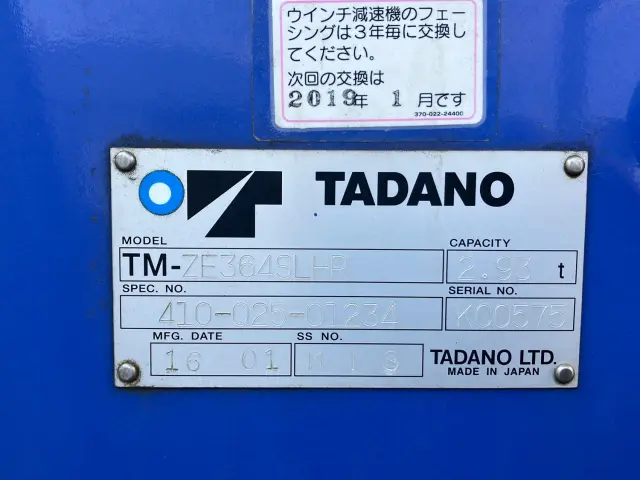 ウインチ減速機のフェー
シングは3年毎に交換し
てください。
次回の交換は
2019年 1月です
370-022-24400
TADANO
MODEL CAPACITY
TM-ZE364SLHR 2.93 t
SPEC. NO. SERIAL NO.
410-025-01234 K00575
MFG. DATE SS NO.
16 01
TADANO LTD.
MADE IN JAPAN